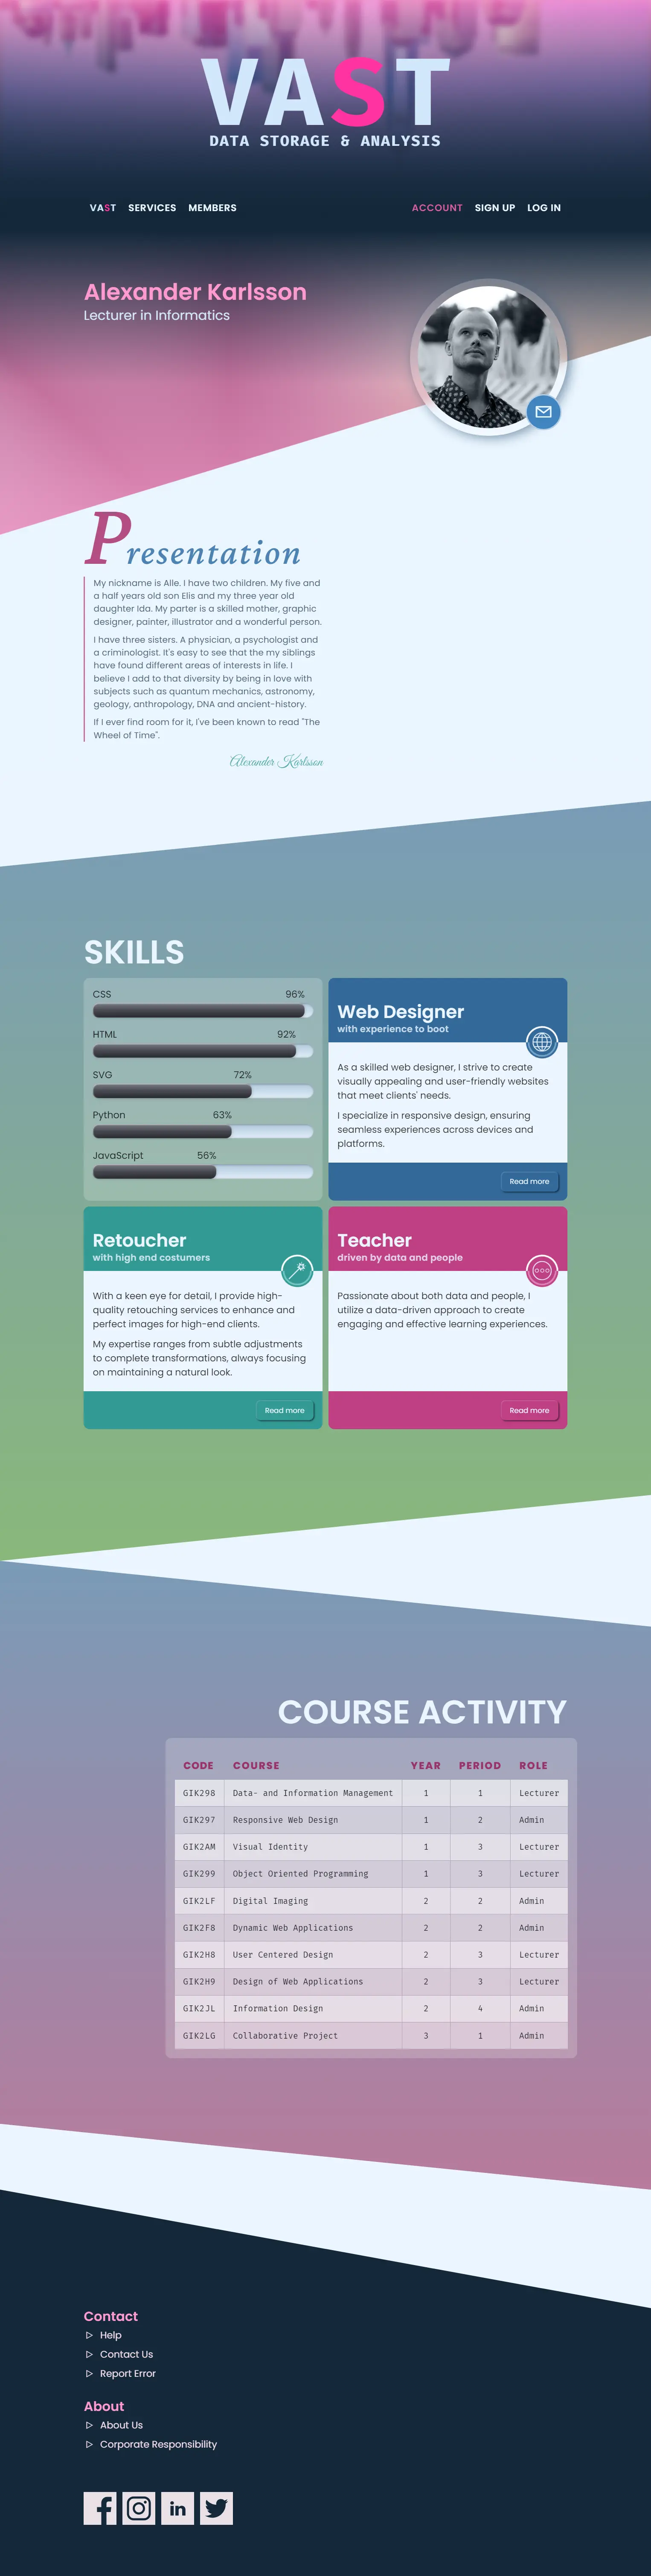 VAST
DATA STORAGE & ANALYSIS
VAST SERVICES MEMBERS ACCOUNT SIGN UP LOG IN
Alexander Karlsson
Lecturer in Informatics
Presentation
My nickname is Alle. I have two children. My five and
a half years old son Elis and my three year old
daughter Ida. My parter is a skilled mother, graphic
designer, painter, illustrator and a wonderful person.
I have three sisters. A physician, a psychologist and
a criminologist. It's easy to see that the my siblings
have found different areas of interests in life. I
believe I add to that diversity by being in love with
subjects such as quantum mechanics, astronomy,
geology, anthropology, DNA and ancient-history.
If I ever find room for it, I've been known to read "The
Wheel of Time".
Alexander Karlsson
SKILLS
CSS 96%
HTML 92%
SVG 72%
Python 63%
JavaScript 56%
Web Designer
with experience to boot
As a skilled web designer, I strive to create
visually appealing and user-friendly websites
that meet clients' needs.
I specialize in responsive design, ensuring
seamless experiences across devices and
platforms.
Read more
Retoucher
with high end costumers
With a keen eye for detail, I provide high-
quality retouching services to enhance and
perfect images for high-end clients.
My expertise ranges from subtle adjustments
to complete transformations, always focusing
on maintaining a natural look.
Read more
Teacher
driven by data and people
Passionate about both data and people, I
utilize a data-driven approach to create
engaging and effective learning experiences.
Read more
COURSE ACTIVITY
CODE COURSE YEAR PERIOD ROLE
GIK298 Data- and Information Management 1 1 Lecturer
GIK297 Responsive Web Design 1 2 Admin
GIK2AM Visual Identity 1 3 Lecturer
GIK299 Object Oriented Programming 1 3 Lecturer
GIK2LF Digital Imaging 2 2 Admin
GIK2F8 Dynamic Web Applications 2 2 Admin
GIK2H8 User Centered Design 2 3 Lecturer
GIK2H9 Design of Web Applications 2 3 Lecturer
GIK2JL Information Design 2 4 Admin
GIK2LG Collaborative Project 3 1 Admin
Contact
Help
Contact Us
Report Error
About
About Us
Corporate Responsibility